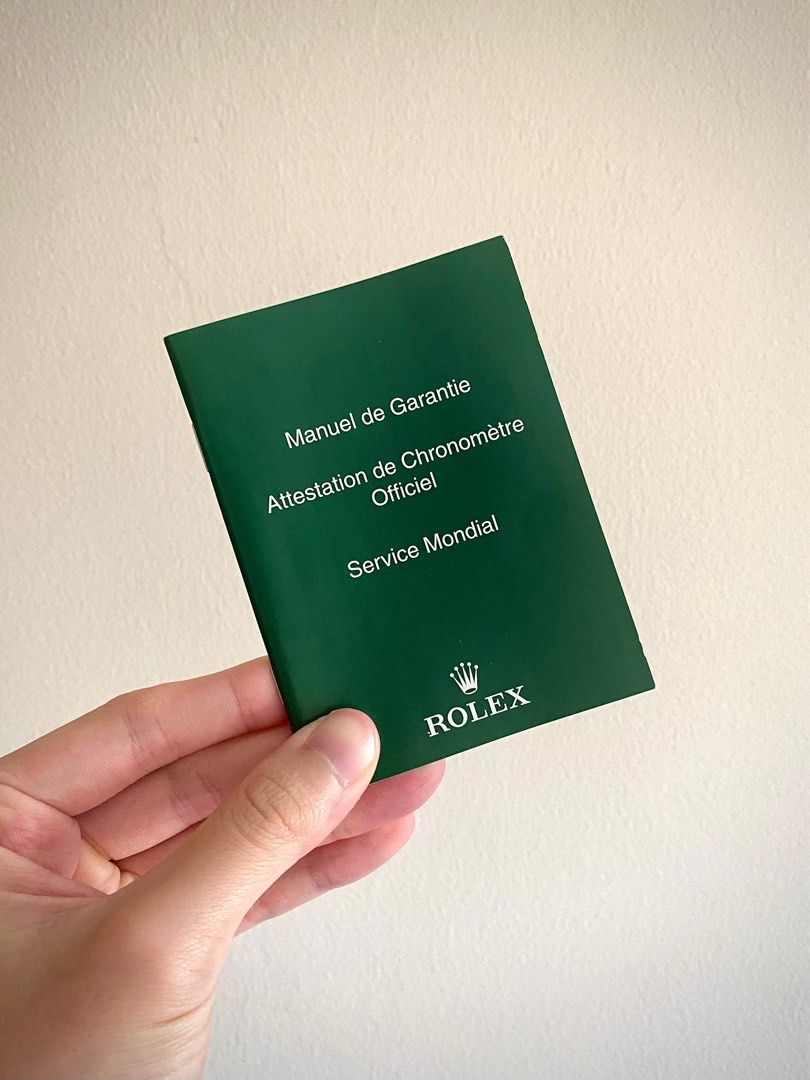 Manuel de Garantie
Attestation de Chronomètre
Officiel
Service Mondial
ROLEX